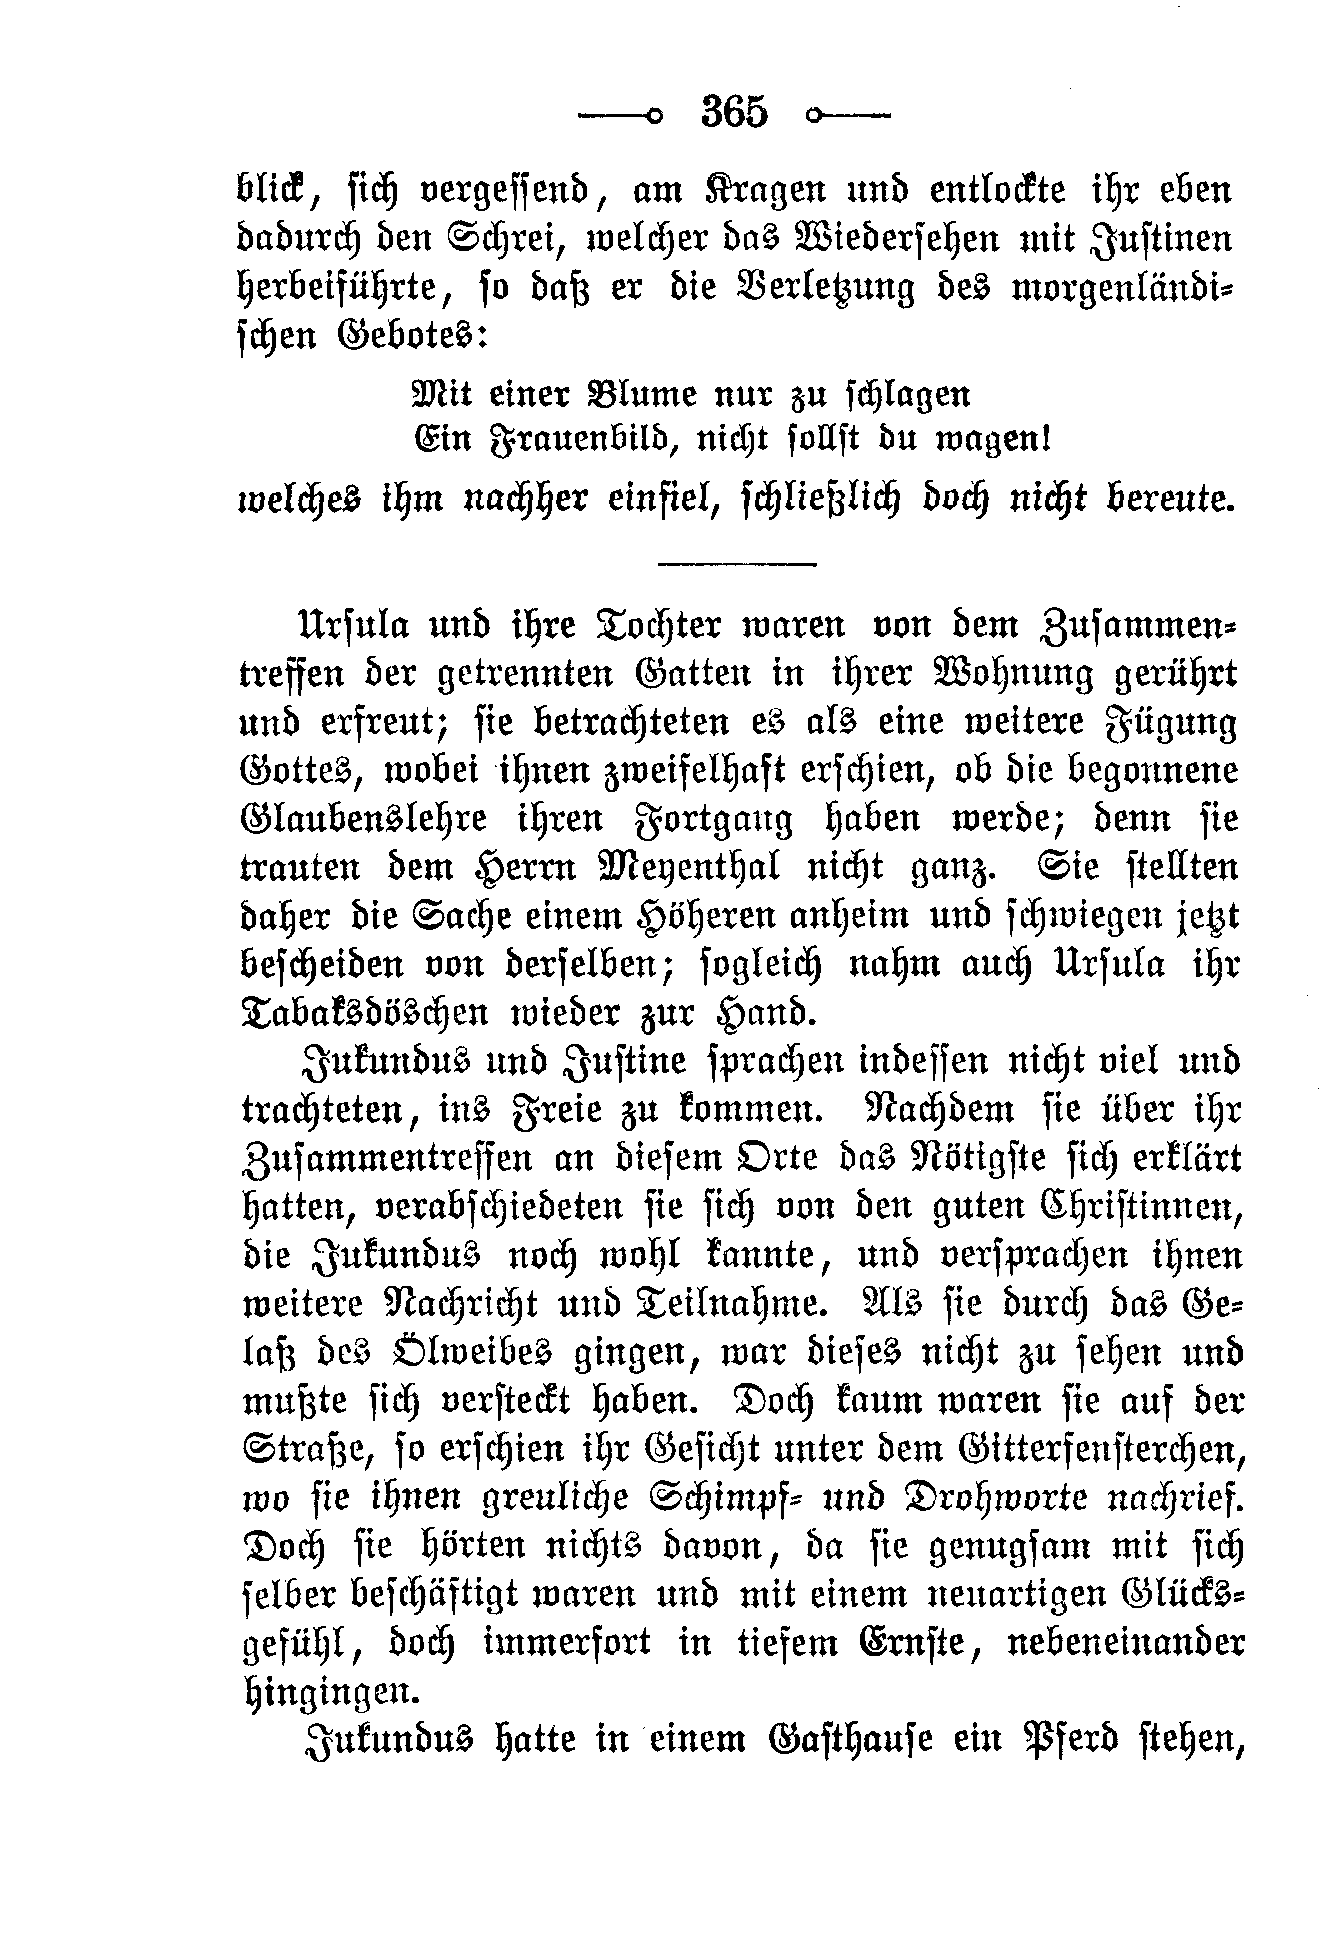 365
blick, sich vergessend, am Kragen und entlockte ihr eben
dadurch den Schrei, welcher das Wiedersehen mit Justinen
herbeiführte, so daß er die Verletzung des morgenländi-
schen Gebotes:
Mit einer Blume nur zu schlagen
Ein Frauenbild, nicht sollst du wagen!
welches ihm nachher einfiel, schließlich doch nicht bereute.
Ursula und ihre Tochter waren von dem Zusammen-
treffen der getrennten Gatten in ihrer Wohnung gerührt
und erfreut; sie betrachteten es als eine weitere Fügung
Gottes, wobei ihnen zweifelhaft erschien, ob die begonnene
Glaubenslehre ihren Fortgang haben werde; denn sie
trauten dem Herrn Meyenthal nicht ganz. Sie stellten
daher die Sache einem Höheren anheim und schwiegen jetzt
bescheiden von derselben; sogleich nahm auch Ursula ihr
Tabaksdöschen wieder zur Hand.
Jukundus und Justine sprachen indessen nicht viel und
trachteten, ins Freie zu kommen. Nachdem sie über ihr
Zusammentreffen an diesem Orte das Nötigste sich erklärt
hatten, verabschiedeten sie sich von den guten Christinnen,
die Jukundus noch wohl kannte, und versprachen ihnen
weitere Nachricht und Teilnahme. Als sie durch das Ge-
laß des Ölweibes gingen, war dieses nicht zu sehen und
mußte sich versteckt haben. Doch kaum waren sie auf der
Straße, so erschien ihr Gesicht unter dem Gitterfensterchen,
wo sie ihnen greuliche Schimpf- und Drohworte nachrief.
Doch sie hörten nichts davon, da sie genugsam mit sich
selber beschäftigt waren und mit einem neuartigen Glücks-
gefühl, doch immerfort in tiefem Ernste, nebeneinander
hingingen.
Jukundus hatte in einem Gasthause ein Pferd stehen,